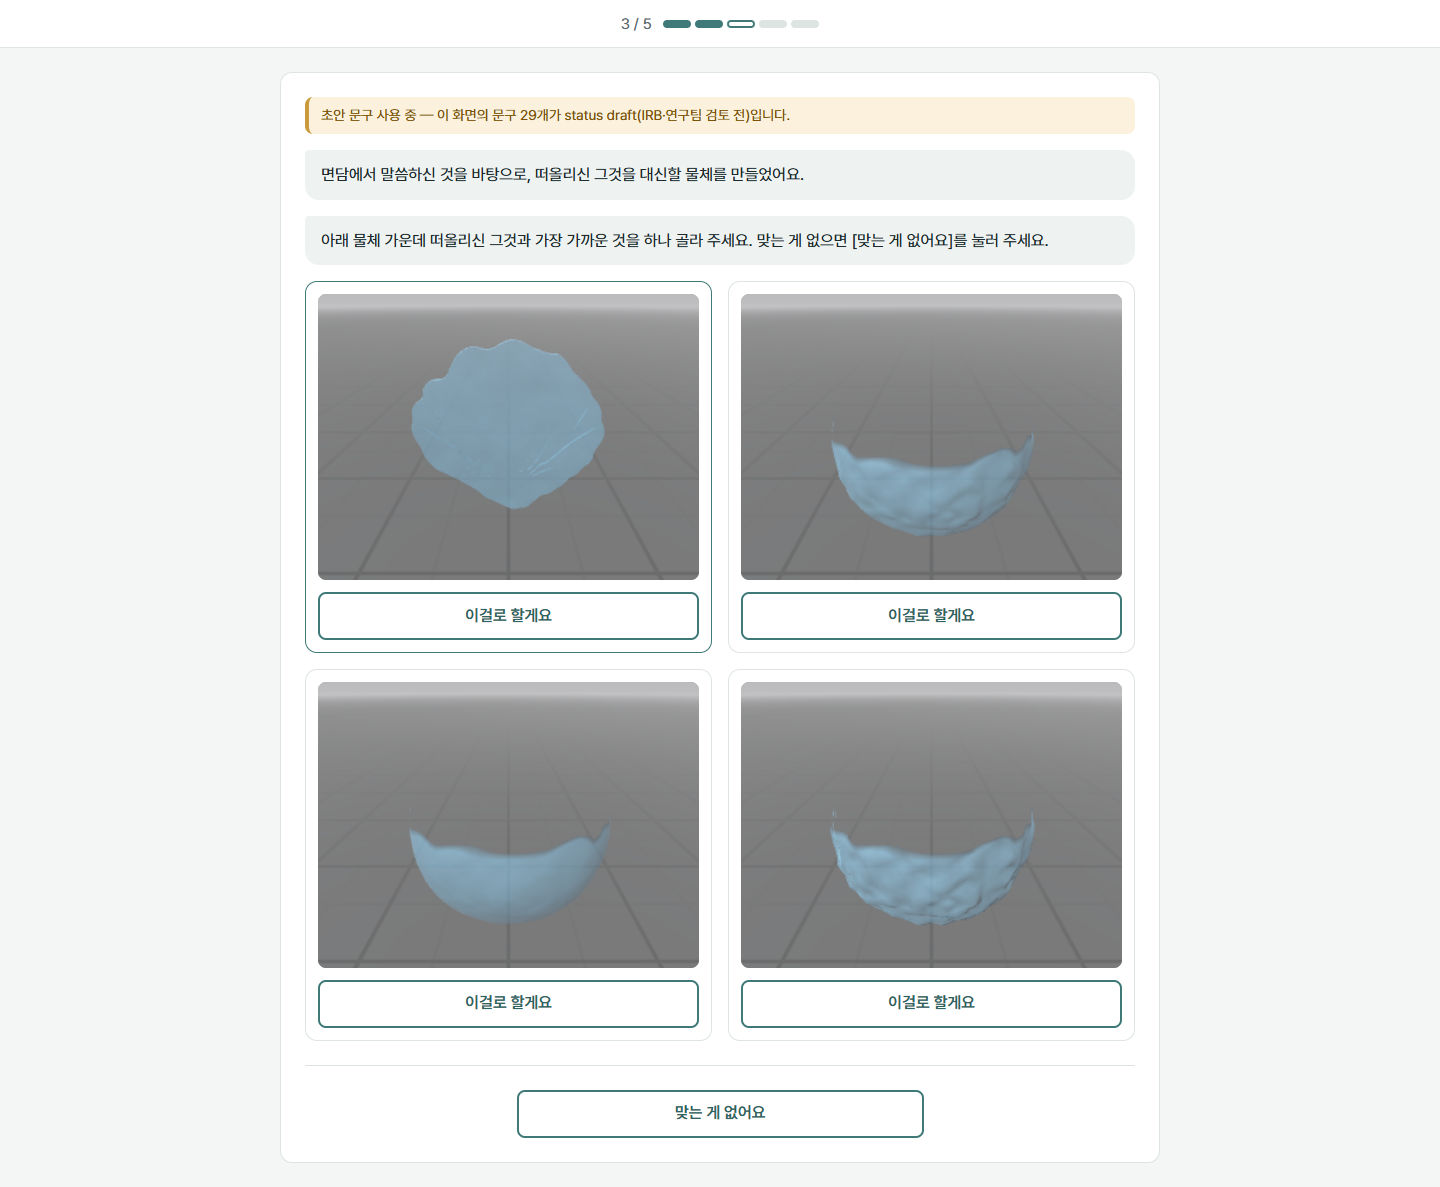 3 / 5
초안 문구 사용 중 — 이 화면의 문구 29개가 status draft(IRB·연구팀 검토 전)입니다.
면담에서 말씀하신 것을 바탕으로, 떠올리신 그것을 대신할 물체를 만들었어요.
아래 물체 가운데 떠올리신 그것과 가장 가까운 것을 하나 골라 주세요. 맞는 게 없으면 [맞는 게 없어요]를 눌러 주세요.
이걸로 할게요
이걸로 할게요
이걸로 할게요
이걸로 할게요
맞는 게 없어요